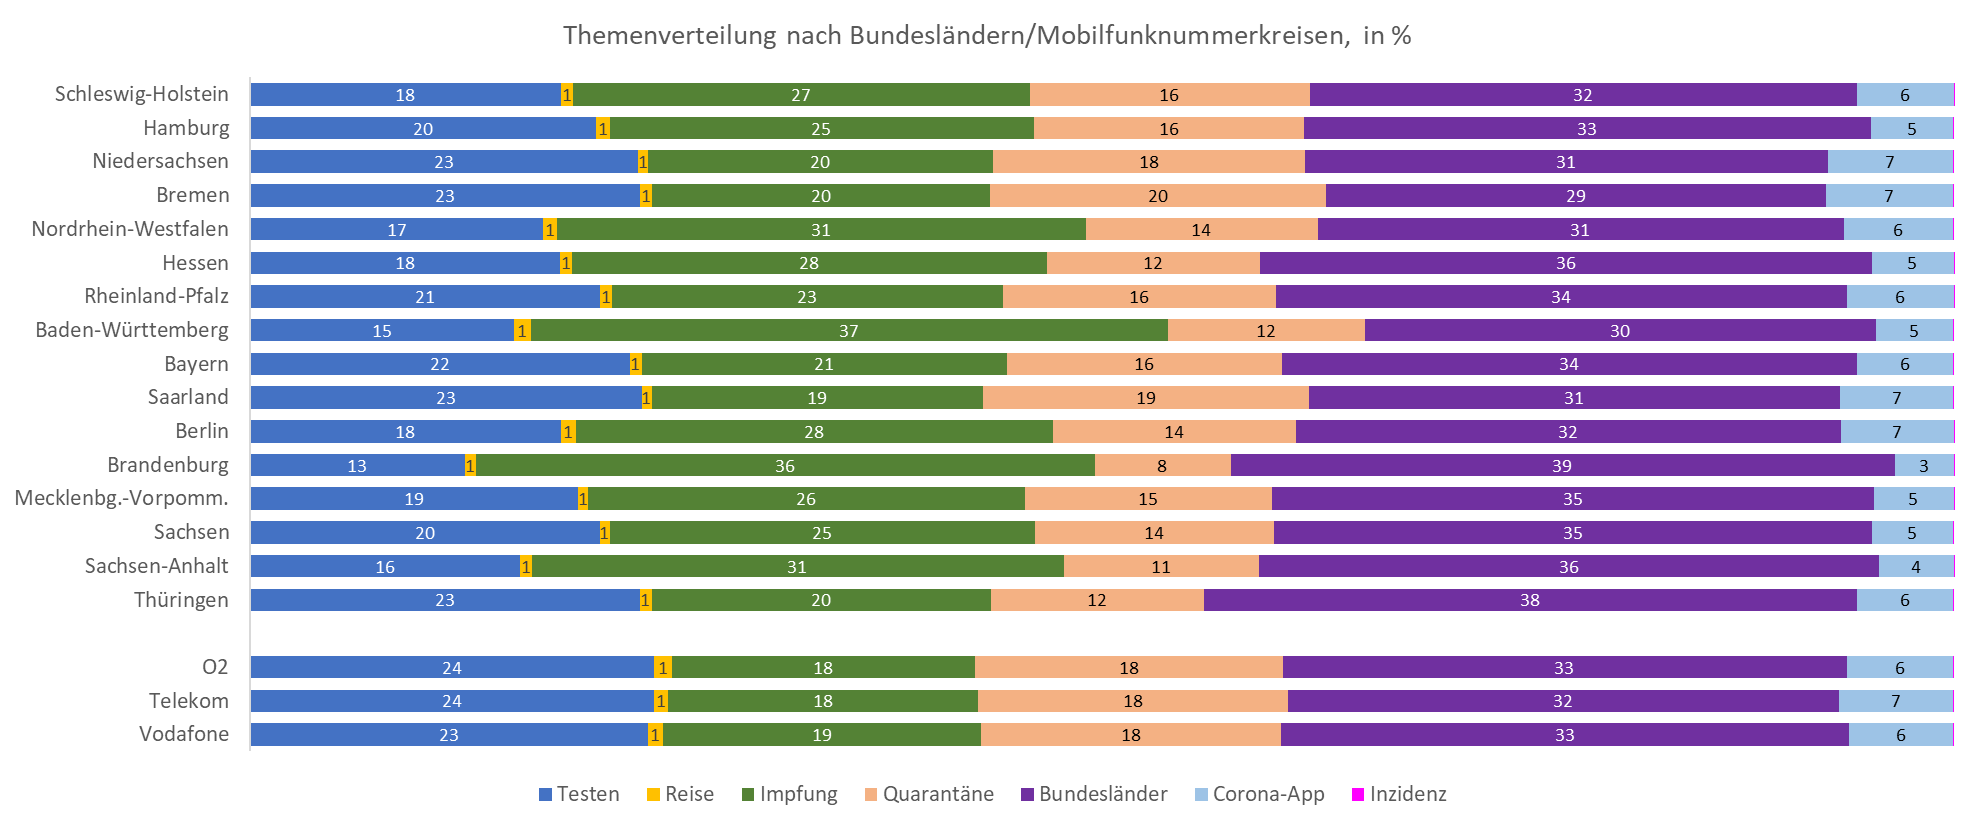 Themenverteilung nach Bundesländern/Mobilfunknummerkreisen, in %
Schleswig-Holstein 18 1 27 16 32 6
Hamburg 20 1 25 16 33 5
Niedersachsen 23 1 20 18 31 7
Bremen 23 1 20 20 29 7
Nordrhein-Westfalen 17 1 31 14 31 6
Hessen 18 1 28 12 36 5
Rheinland-Pfalz 21 1 23 16 34 6
Baden-Württemberg 15 1 37 12 30 5
Bayern 22 1 21 16 34 6
Saarland 23 1 19 19 31 7
Berlin 18 1 28 14 32 7
Brandenburg 13 1 36 8 39 3
Mecklenbg.-Vorpomm. 19 1 26 15 35 5
Sachsen 20 1 25 14 35 5
Sachsen-Anhalt 16 1 31 11 36 4
Thüringen 23 1 20 12 38 6
O2 24 1 18 18 33 6
Telekom 24 1 18 18 32 7
Vodafone 23 1 19 18 33 6
Testen Reise Impfung Quarantäne Bundesländer Corona-App Inzidenz